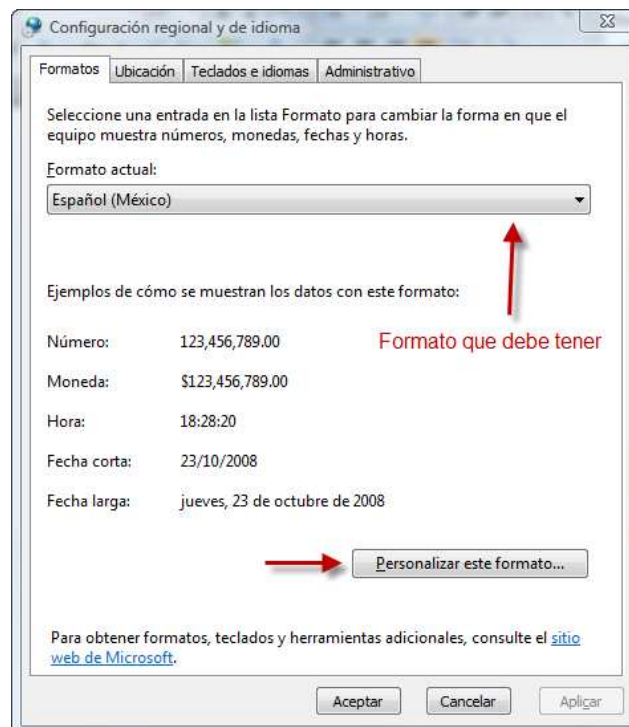 Configuración regional y de idioma
Formatos Ubicación Teclados e idiomas Administrativo
Seleccione una entrada en la lista Formato para cambiar la forma en que el
equipo muestra números, monedas, fechas y horas.
Formato actual:
Español (México)
Ejemplos de cómo se muestran los datos con este formato:
Formato que debe tener
Número: 123,456,789.00
Moneda: $123,456,789.00
Hora: 18:28:20
Fecha corta: 23/10/2008
Fecha larga: jueves, 23 de octubre de 2008
Personalizar este formato...
Para obtener formatos, teclados y herramientas adicionales, consulte el sitio
web de Microsoft.
Aceptar Cancelar Aplicar